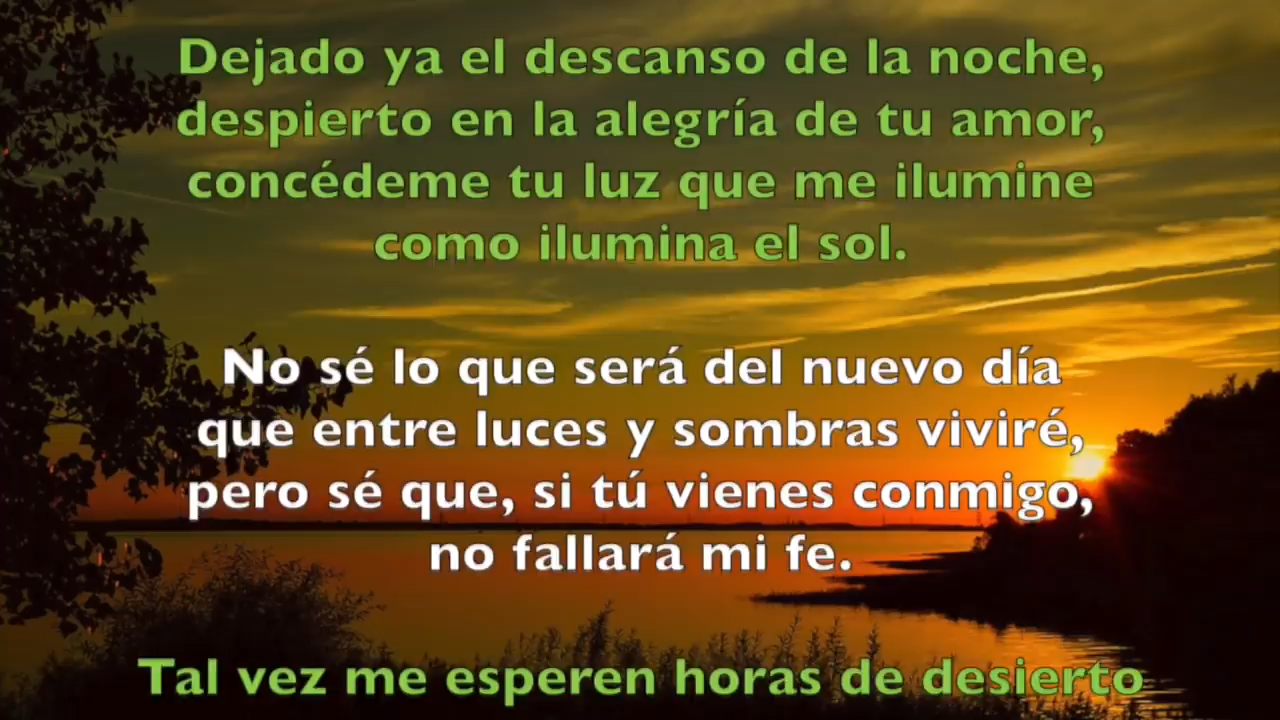 Dejado ya el descanso de la noche,
despierto en la alegría de tu amor,
concédeme tu luz que me ilumine
como ilumina el sol.
No sé lo que será del nuevo día
que entre luces y sombras viviré,
pero sé que, si tú vienes conmigo,
no fallará mi fe.
Tal vez me esperen horas de desierto